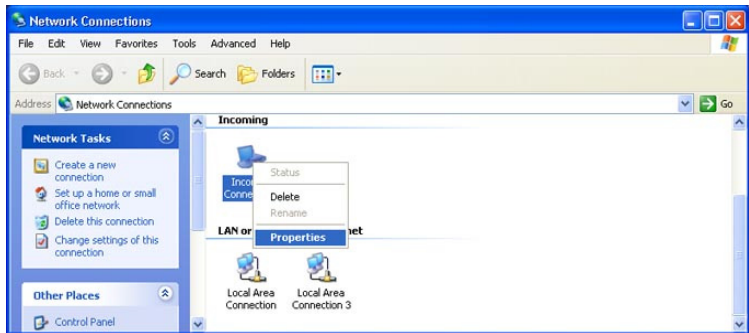 Network Connections
File Edit View Favorites Tools Advanced Help
Back Search Folders
Address Network Connections Go
Network Tasks
Create a new
connection
Set up a home or small
office network
Delete this connection
Change settings of this
connection
Other Places
Control Panel
Incoming
Status
Delete
Rename
Properties
LAN or
Local Area
Connection
Local Area
Connection 3